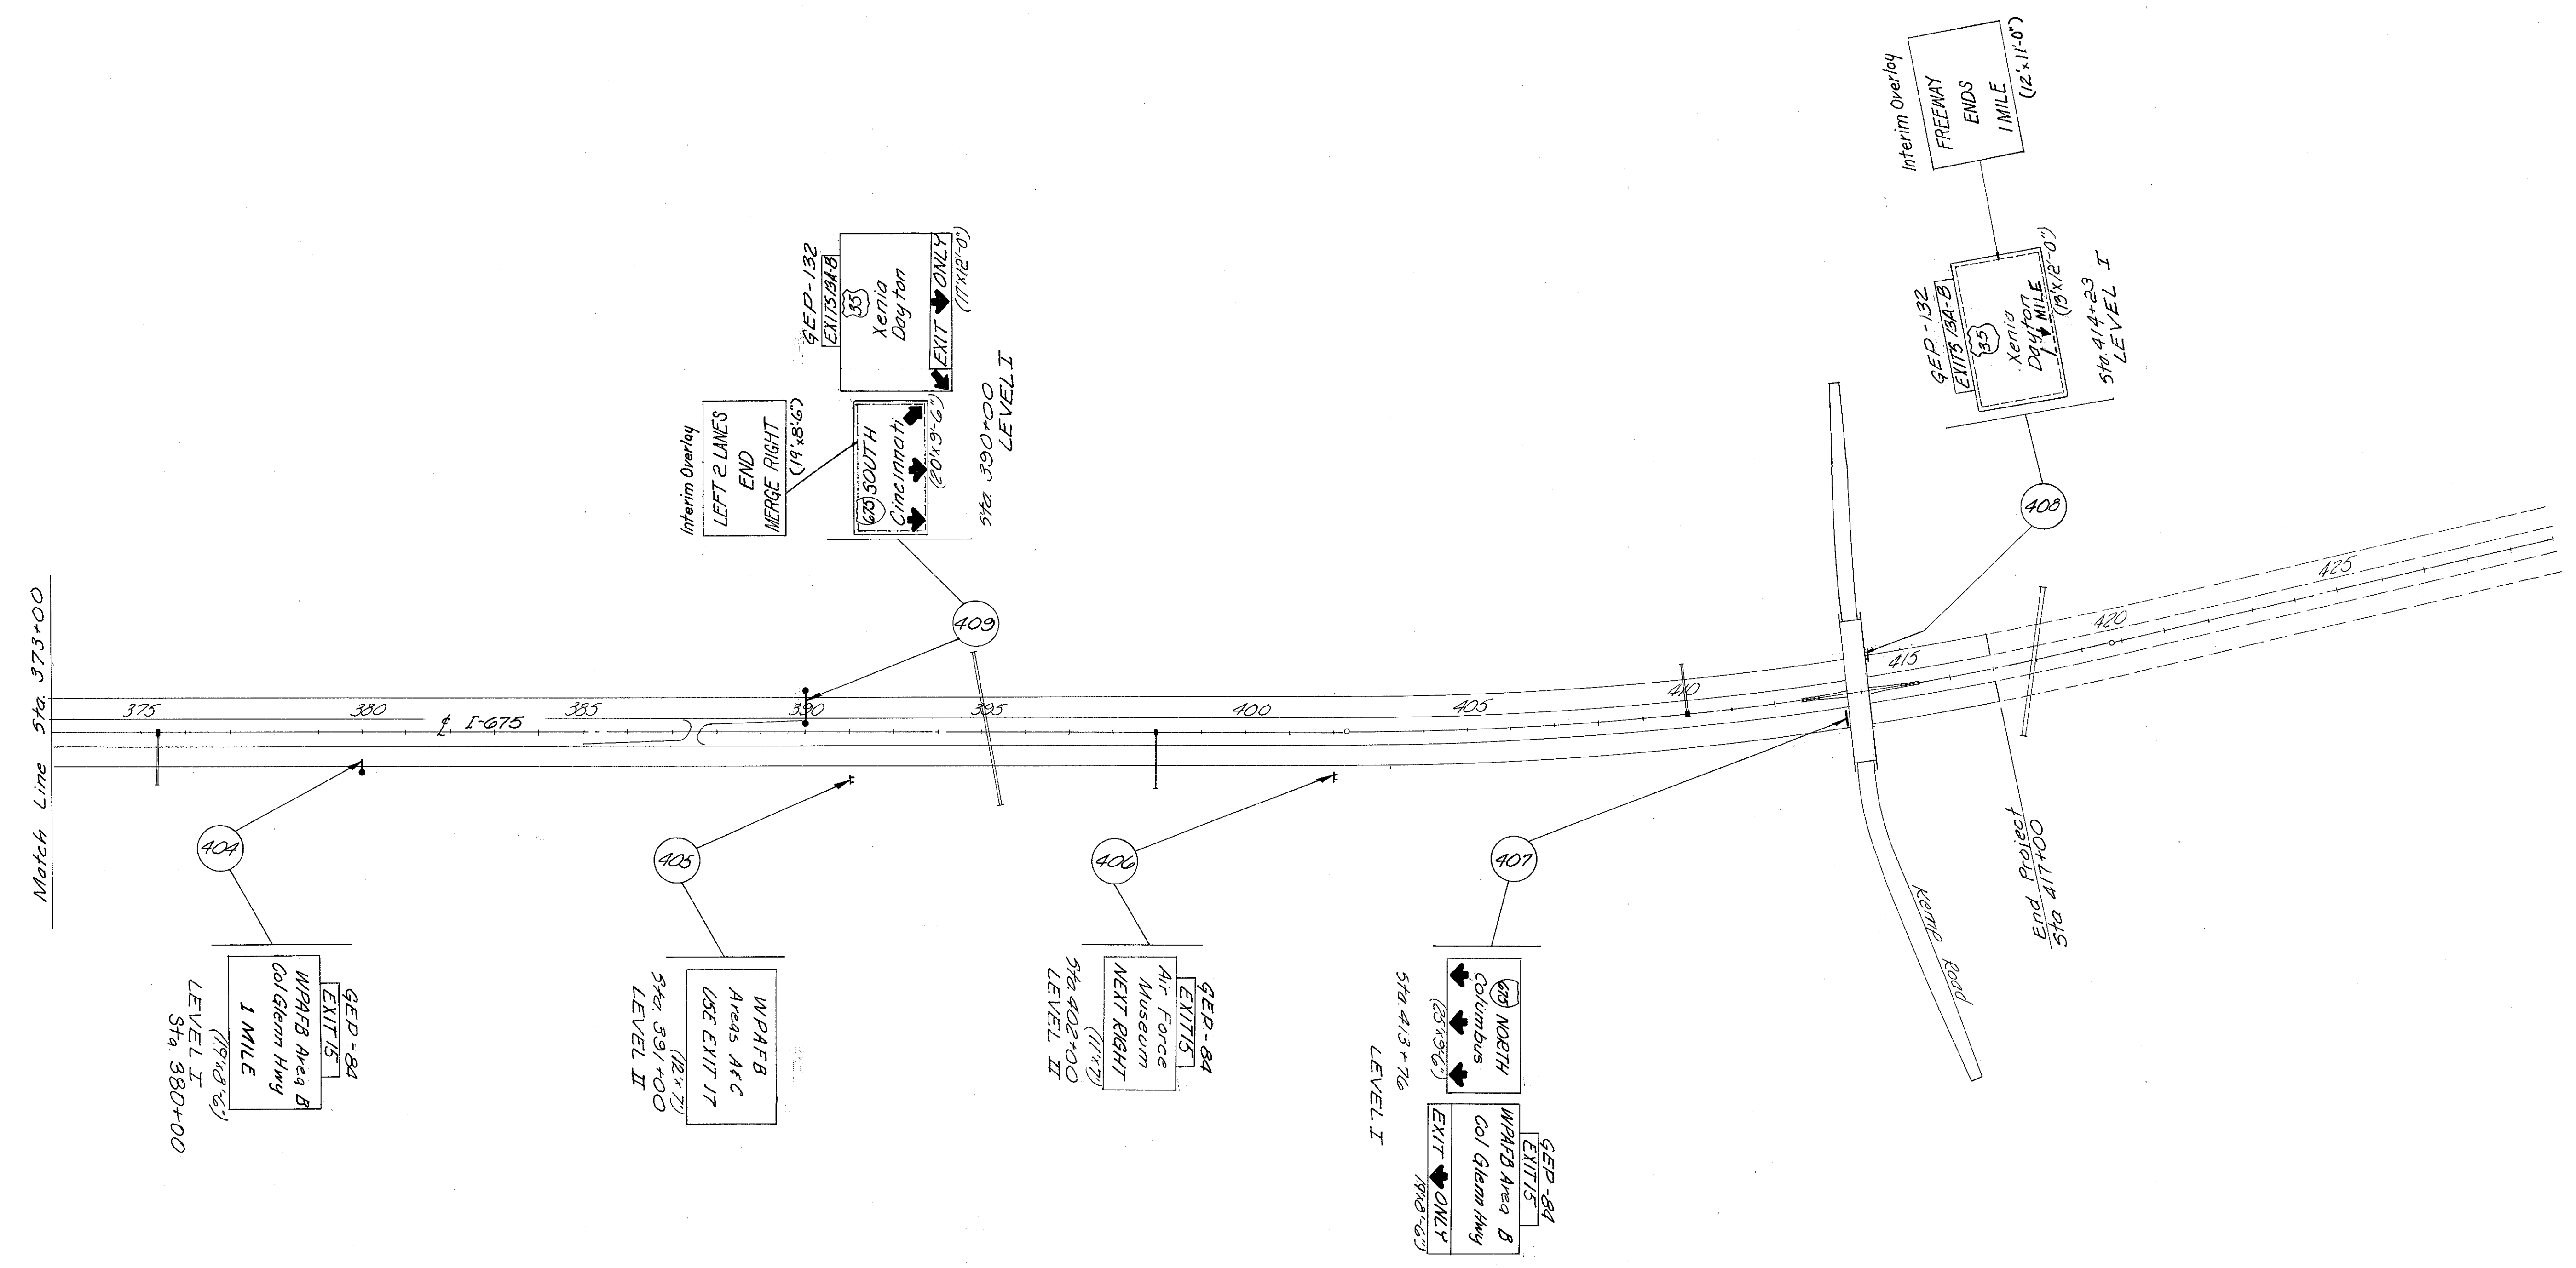 Interim Overlay
FREEWAY
ENDS
1 MILE
(12'x11'-0")
GEP-132
EXITS 13A-B
35
Xenia
Dayton
1 MILE
(13'x12'-0")
Sta. 414+23
LEVEL I
408
GEP-132
EXITS 13A-B
35
Xenia
Dayton
EXIT ONLY
(17'x12'-0")
Interim Overlay
LEFT 2 LANES
END
MERGE RIGHT
(19'x8'-6")
675 SOUTH
Cincinnati
(20'x9'-6")
Sta. 390+00
LEVEL I
409
Match Line Sta. 373+00
375
380
℄ I-675
385
390
395
400
405
410
415
420
425
404
GEP-84
EXIT 15
WPAFB Area B
Col Glenn Hwy
1 MILE
(19'x8'-6")
LEVEL I
Sta. 380+00
405
WPAFB
Areas A&C
USE EXIT 17
(12'x7')
Sta. 391+00
LEVEL II
406
GEP-84
EXIT 15
Air Force
Museum
NEXT RIGHT
(11'x7')
Sta. 402+00
LEVEL II
407
675 NORTH
Columbus
(25'x9'6")
Sta. 413+76
LEVEL I
GEP-84
EXIT 15
WPAFB Area B
Col Glenn Hwy
EXIT ONLY
19'x8'-6")
Kemp Road
End Project
Sta 417+00